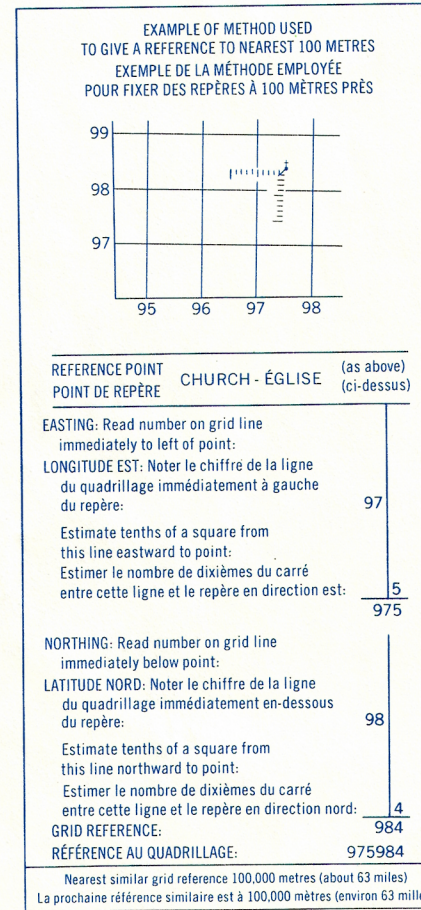 EXAMPLE OF METHOD USED
TO GIVE A REFERENCE TO NEAREST 100 METRES
EXEMPLE DE LA MÉTHODE EMPLOYÉE
POUR FIXER DES REPÈRES À 100 MÈTRES PRÈS
99
98
97
95 96 97 98
REFERENCE POINT
POINT DE REPÈRE
CHURCH - ÉGLISE
(as above)
(ci-dessus)
EASTING: Read number on grid line
immediately to left of point:
LONGITUDE EST: Noter le chiffre de la ligne
du quadrillage immédiatement à gauche
du repère: 97
Estimate tenths of a square from
this line eastward to point:
Estimer le nombre de dixièmes du carré
entre cette ligne et le repère en direction est: 5
975
NORTHING: Read number on grid line
immediately below point:
LATITUDE NORD: Noter le chiffre de la ligne
du quadrillage immédiatement en-dessous
du repère: 98
Estimate tenths of a square from
this line northward to point:
Estimer le nombre de dixièmes du carré
entre cette ligne et le repère en direction nord: 4
GRID REFERENCE: 984
RÉFÉRENCE AU QUADRILLAGE: 975984
Nearest similar grid reference 100,000 metres (about 63 miles)
La prochaine référence similaire est à 100,000 mètres (environ 63 mille